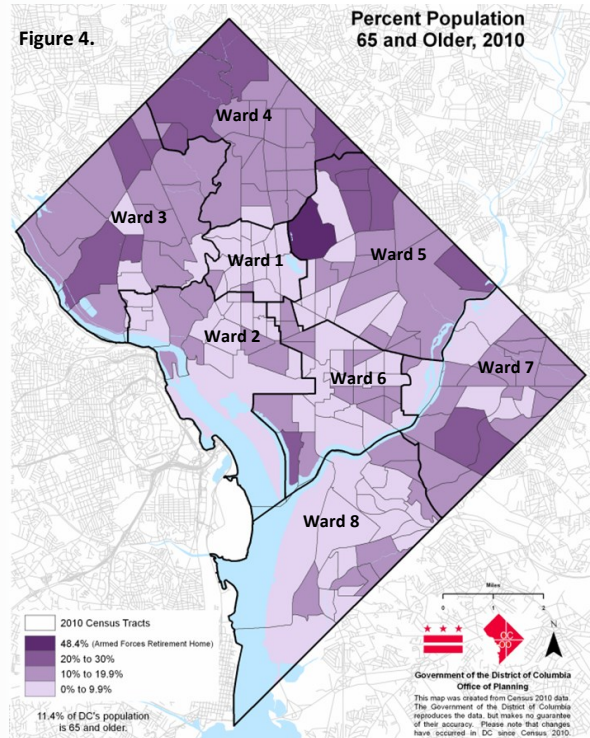 Figure 4.
Percent Population
65 and Older, 2010
Ward 4
Ward 3
Ward 1
Ward 5
Ward 2
Ward 6
Ward 7
Ward 8
2010 Census Tracts
48.4% (Armed Forces Retirement Home)
20% to 30%
10% to 19.9%
0% to 9.9%
11.4% of DC's population
is 65 and older.
Miles
0 1 2
N
DC
OP
Government of the District of Columbia
Office of Planning
This map was created from Census 2010 data.
The Government of the District of Columbia
reproduces the data, but makes no guarantee
of their accuracy. Please note that changes
have occurred in DC since Census 2010.